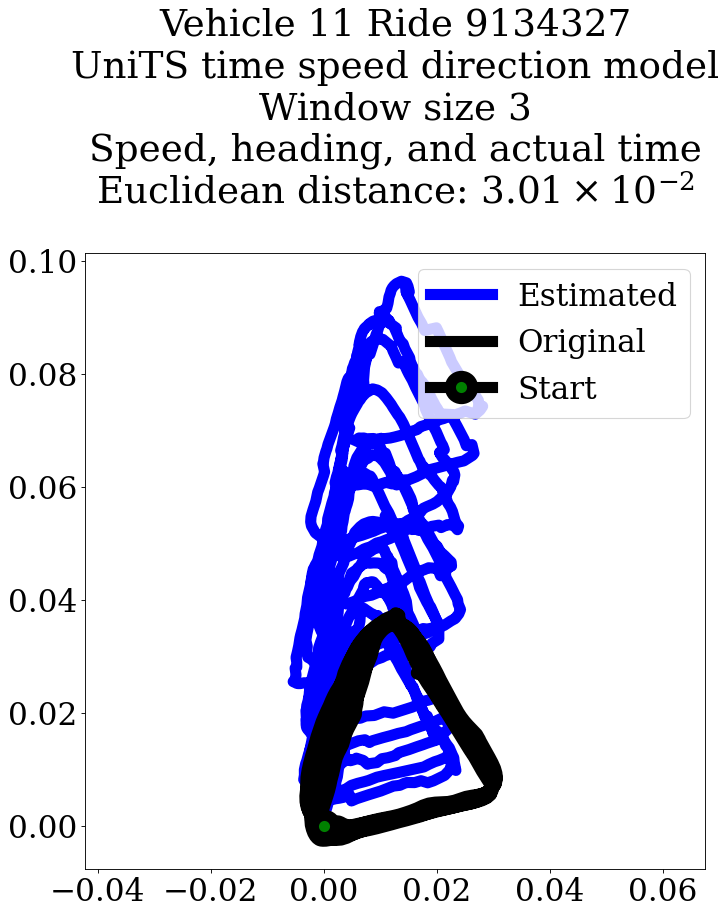 Vehicle 11 Ride 9134327
UniTS time speed direction model
Window size 3
Speed, heading, and actual time
Euclidean distance: 3.01 × 10⁻²
0.10
0.08
0.06
0.04
0.02
0.00
Estimated
Original
Start
−0.04 −0.02 0.00 0.02 0.04 0.06